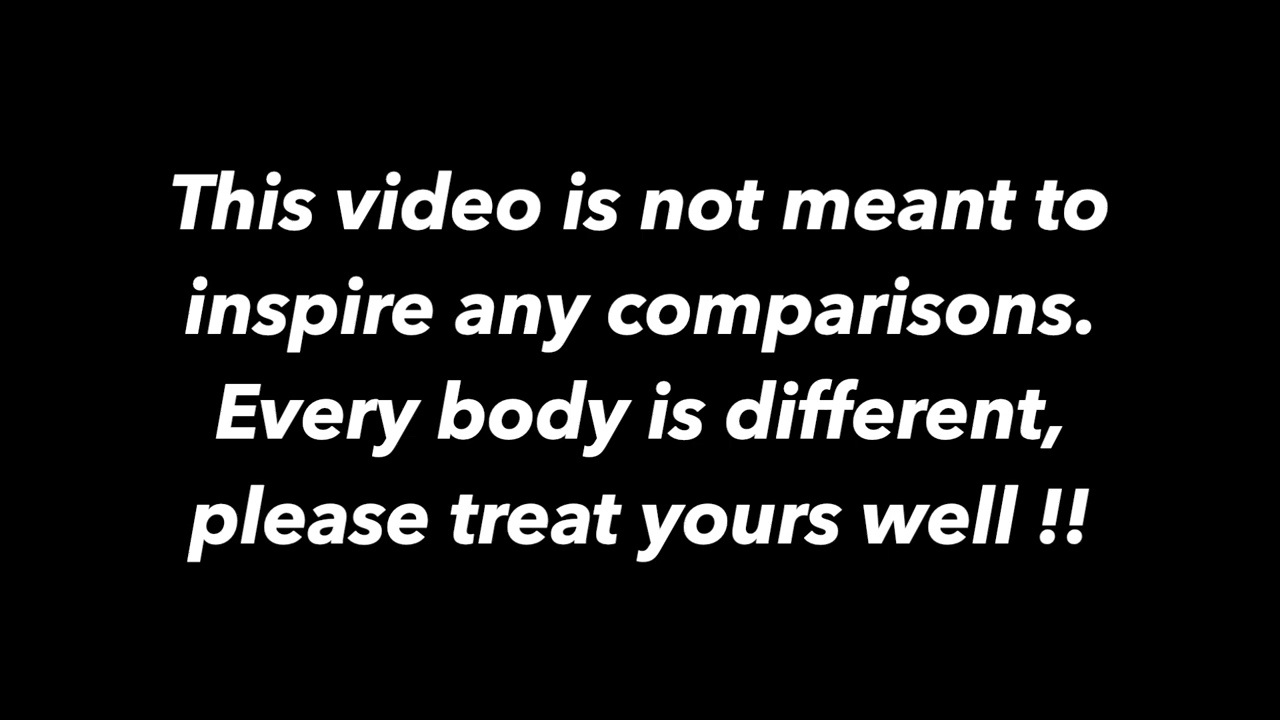 This video is not meant to
inspire any comparisons.
Every body is different,
please treat yours well !!